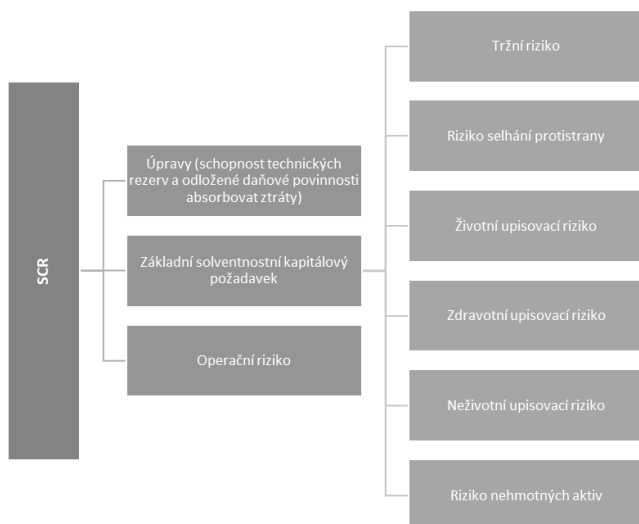 SCR
Úpravy (schopnost technických
rezerv a odložené daňové povinnosti
absorbovat ztráty)
Základní solventnostní kapitálový
požadavek
Operační riziko
Tržní riziko
Riziko selhání protistrany
Životní upisovací riziko
Zdravotní upisovací riziko
Neživotní upisovací riziko
Riziko nehmotných aktiv